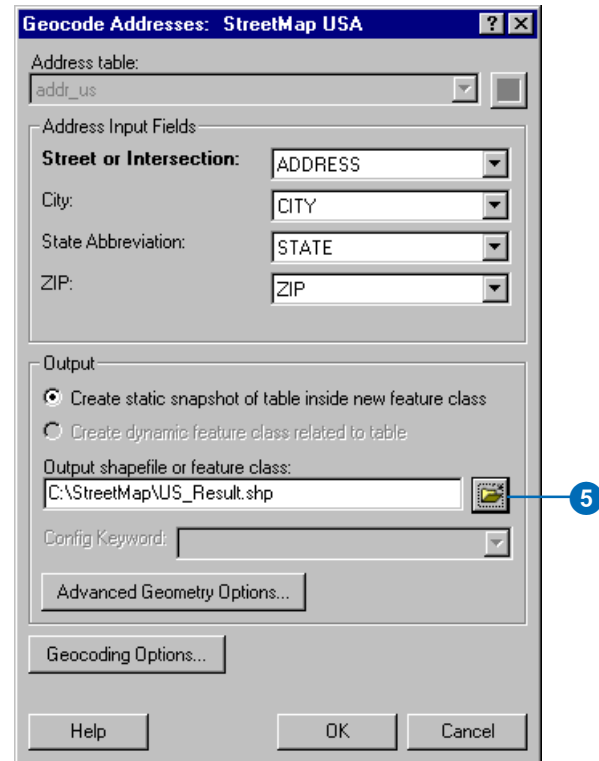 Geocode Addresses: StreetMap USA
Address table:
addr_us
Address Input Fields
Street or Intersection: ADDRESS
City: CITY
State Abbreviation: STATE
ZIP: ZIP
Output
Create static snapshot of table inside new feature class
Create dynamic feature class related to table
Output shapefile or feature class:
C:\StreetMap\US_Result.shp
5
Config Keyword:
Advanced Geometry Options...
Geocoding Options...
Help OK Cancel